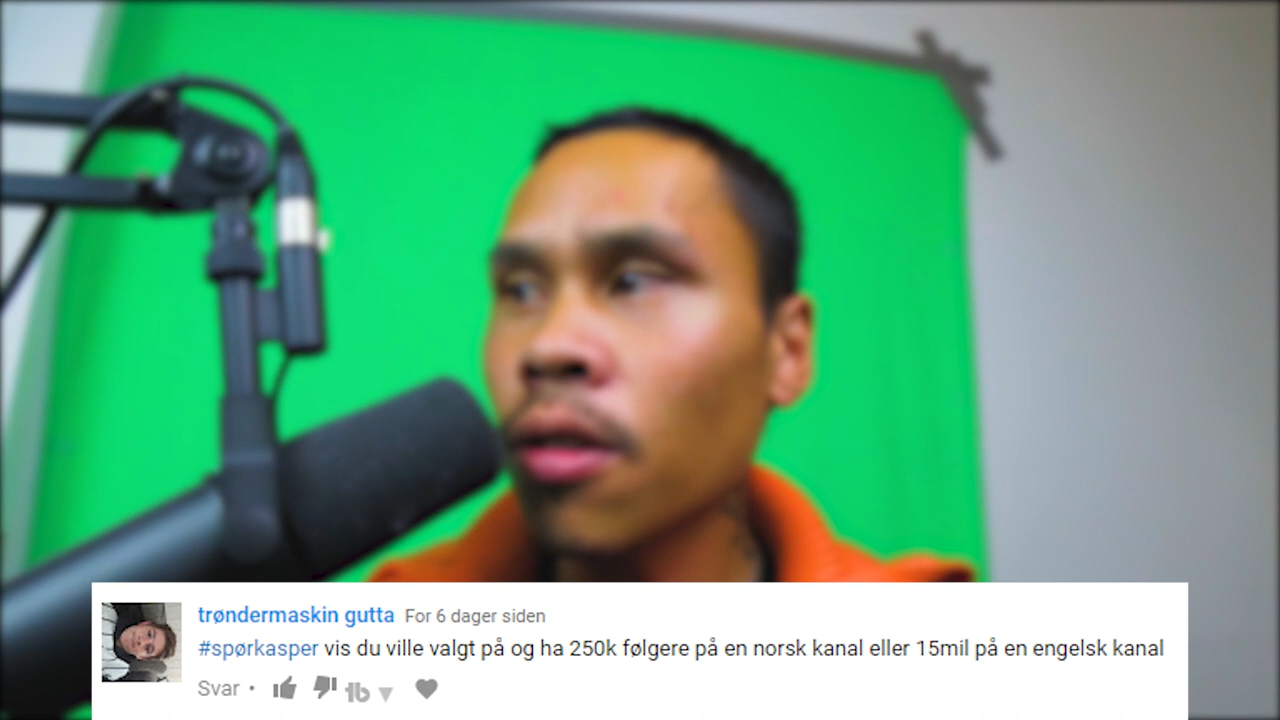 trøndermaskin gutta For 6 dager siden
#spørkasper vis du ville valgt på og ha 250k følgere på en norsk kanal eller 15mil på en engelsk kanal
Svar •